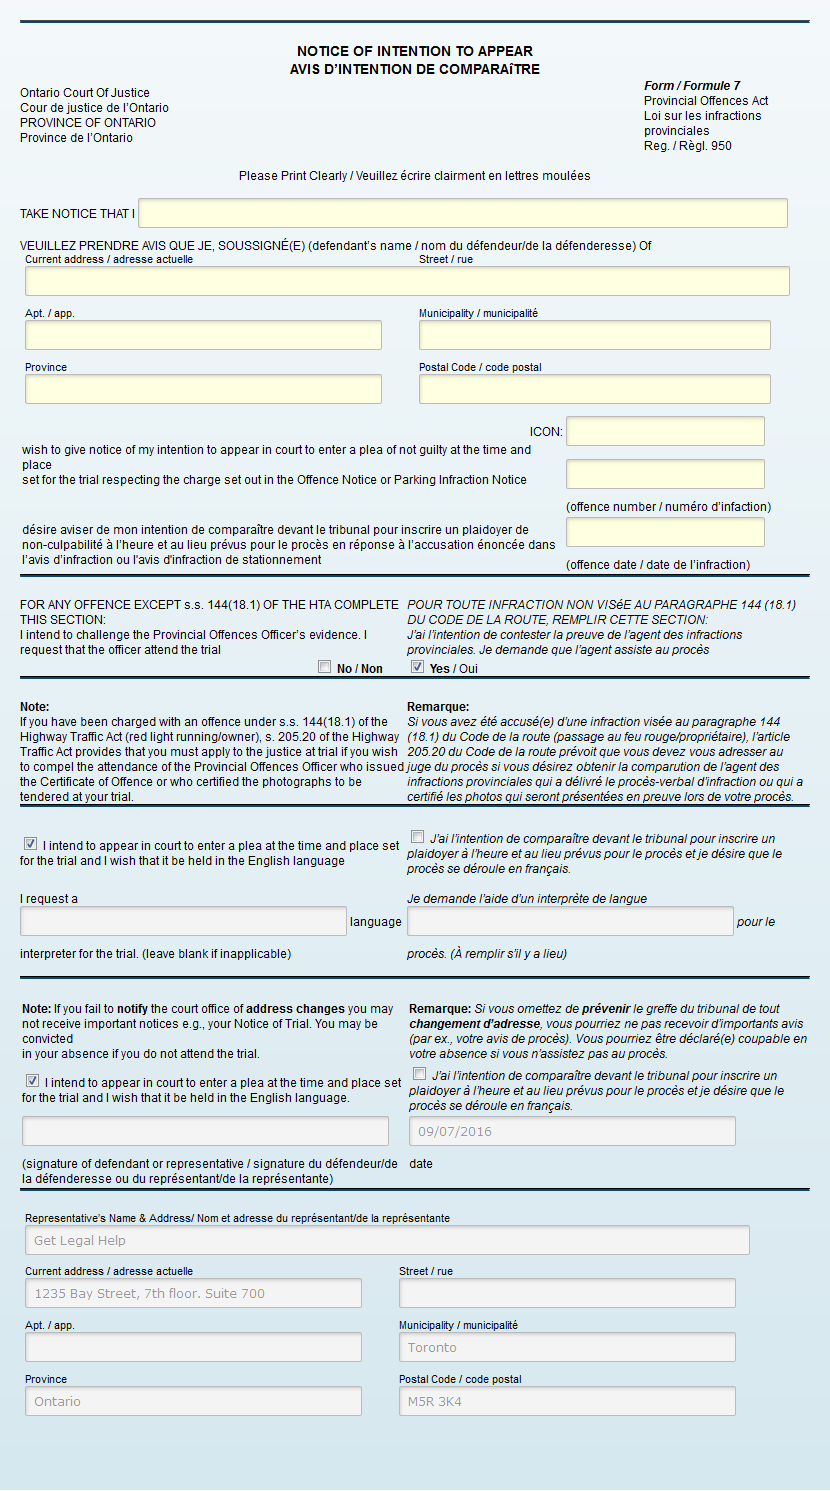 NOTICE OF INTENTION TO APPEAR
AVIS D'INTENTION DE COMPARAîTRE
Ontario Court Of Justice
Cour de justice de l'Ontario
PROVINCE OF ONTARIO
Province de l'Ontario
Form / Formule 7
Provincial Offences Act
Loi sur les infractions
provinciales
Reg. / Règl. 950
Please Print Clearly / Veuillez écrire clairment en lettres moulées
TAKE NOTICE THAT I
VEUILLEZ PRENDRE AVIS QUE JE, SOUSSIGNÉ(E) (defendant's name / nom du défendeur/de la défenderesse) Of
Current address / adresse actuelle
Street / rue
Apt. / app.
Municipality / municipalité
Province
Postal Code / code postal
ICON:
wish to give notice of my intention to appear in court to enter a plea of not guilty at the time and
place
set for the trial respecting the charge set out in the Offence Notice or Parking Infraction Notice
(offence number / numéro d'infaction)
désire aviser de mon intention de comparaître devant le tribunal pour inscrire un plaidoyer de
non-culpabilité à l'heure et au lieu prévus pour le procès en réponse à l'accusation énoncée dans
l'avis d'infraction ou l'avis d'infraction de stationnement
(offence date / date de l'infraction)
FOR ANY OFFENCE EXCEPT s.s. 144(18.1) OF THE HTA COMPLETE
THIS SECTION:
I intend to challenge the Provincial Offences Officer's evidence. I
request that the officer attend the trial
No / Non
POUR TOUTE INFRACTION NON VISéE AU PARAGRAPHE 144 (18.1)
DU CODE DE LA ROUTE, REMPLIR CETTE SECTION:
J'ai l'intention de contester la preuve de l'agent des infractions
provinciales. Je demande que l'agent assiste au procès
Yes / Oui
Note:
If you have been charged with an offence under s.s. 144(18.1) of the
Highway Traffic Act (red light running/owner), s. 205.20 of the Highway
Traffic Act provides that you must apply to the justice at trial if you wish
to compel the attendance of the Provincial Offences Officer who issued
the Certificate of Offence or who certified the photographs to be
tendered at your trial.
Remarque:
Si vous avez été accusé(e) d'une infraction visée au paragraphe 144
(18.1) du Code de la route (passage au feu rouge/propriétaire), l'article
205.20 du Code de la route prévoit que vous devez vous adresser au
juge du procès si vous désirez obtenir la comparution de l'agent des
infractions provinciales qui a délivré le procès-verbal d'infraction ou qui a
certifié les photos qui seront présentées en preuve lors de votre procès.
I intend to appear in court to enter a plea at the time and place set
for the trial and I wish that it be held in the English language
J'ai l'intention de comparaître devant le tribunal pour inscrire un
plaidoyer à l'heure et au lieu prévus pour le procès et je désire que le
procès se déroule en français.
I request a
language
interpreter for the trial. (leave blank if inapplicable)
Je demande l'aide d'un interprète de langue
pour le
procès. (À remplir s'il y a lieu)
Note: If you fail to notify the court office of address changes you may
not receive important notices e.g., your Notice of Trial. You may be
convicted
in your absence if you do not attend the trial.
Remarque: Si vous omettez de prévenir le greffe du tribunal de tout
changement d'adresse, vous pourriez ne pas recevoir d'importants avis
(par ex., votre avis de procès). Vous pourriez être déclaré(e) coupable en
votre absence si vous n'assistez pas au procès.
I intend to appear in court to enter a plea at the time and place set
for the trial and I wish that it be held in the English language.
J'ai l'intention de comparaître devant le tribunal pour inscrire un
plaidoyer à l'heure et au lieu prévus pour le procès et je désire que le
procès se déroule en français.
09/07/2016
(signature of defendant or representative / signature du défendeur/de
la défenderesse ou du représentant/de la représentante)
date
Representative's Name & Address/ Nom et adresse du représentant/de la représentante
Get Legal Help
Current address / adresse actuelle
Street / rue
1235 Bay Street, 7th floor. Suite 700
Apt. / app.
Municipality / municipalité
Toronto
Province
Postal Code / code postal
Ontario
M5R 3K4